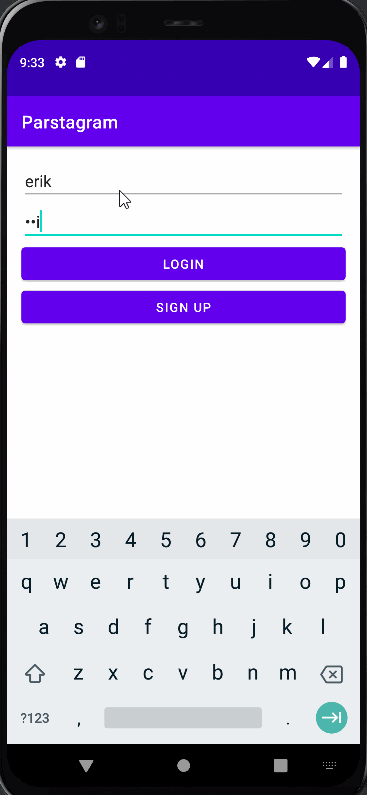 9:33
Parstagram
erik
••i
LOGIN
SIGN UP
1 2 3 4 5 6 7 8 9 0
q w e r t y u i o p
a s d f g h j k l
z x c v b n m
?123 , .